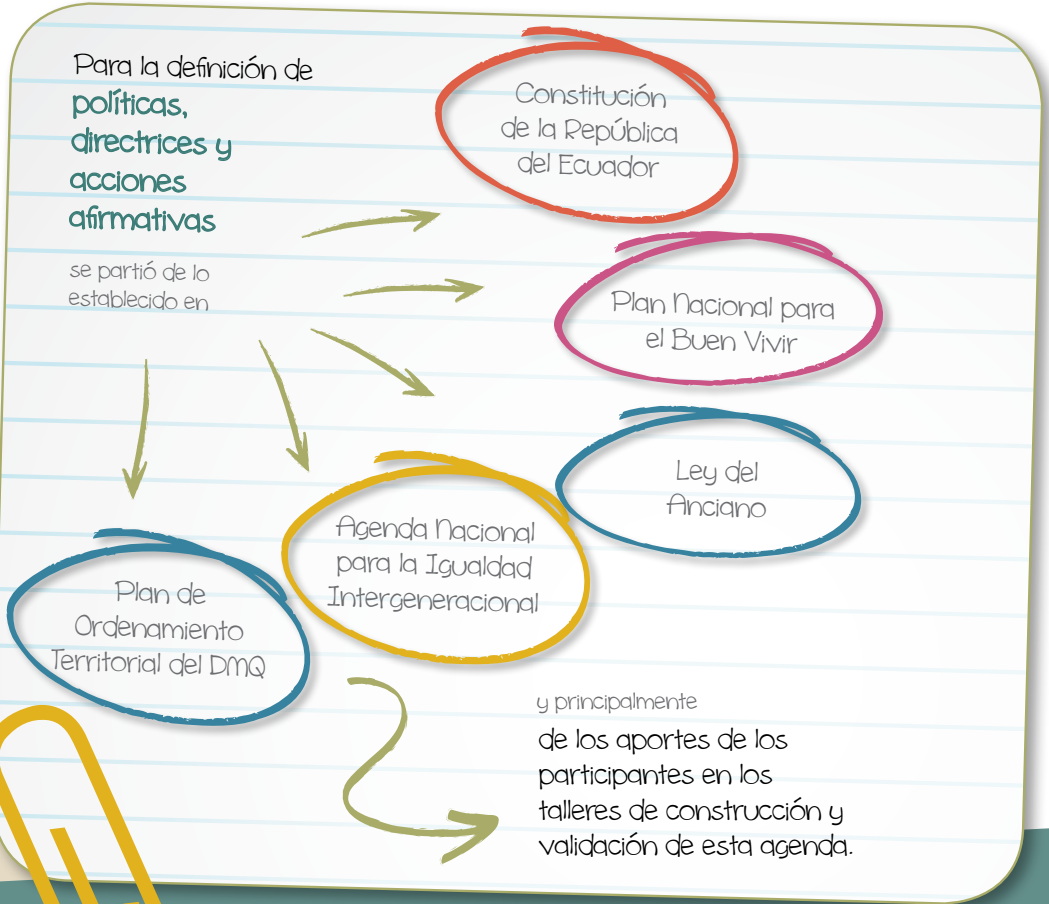 Para la definición de
políticas,
directrices y
acciones
afirmativas
se partió de lo
establecido en
Constitución
de la República
del Ecuador
Plan Nacional para
el Buen Vivir
Ley del
Anciano
Agenda Nacional
para la Igualdad
Intergeneracional
Plan de
Ordenamiento
Territorial del DMQ
y principalmente
de los aportes de los
participantes en los
talleres de construcción y
validación de esta agenda.